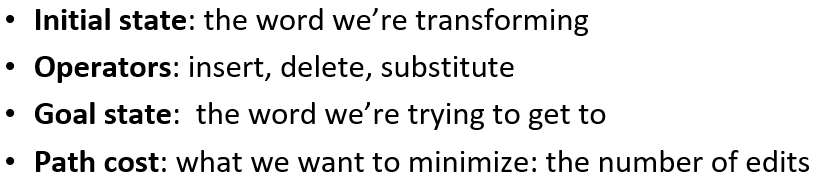 • Initial state: the word we’re transforming
• Operators: insert, delete, substitute
• Goal state:  the word we’re trying to get to
• Path cost: what we want to minimize: the number of edits